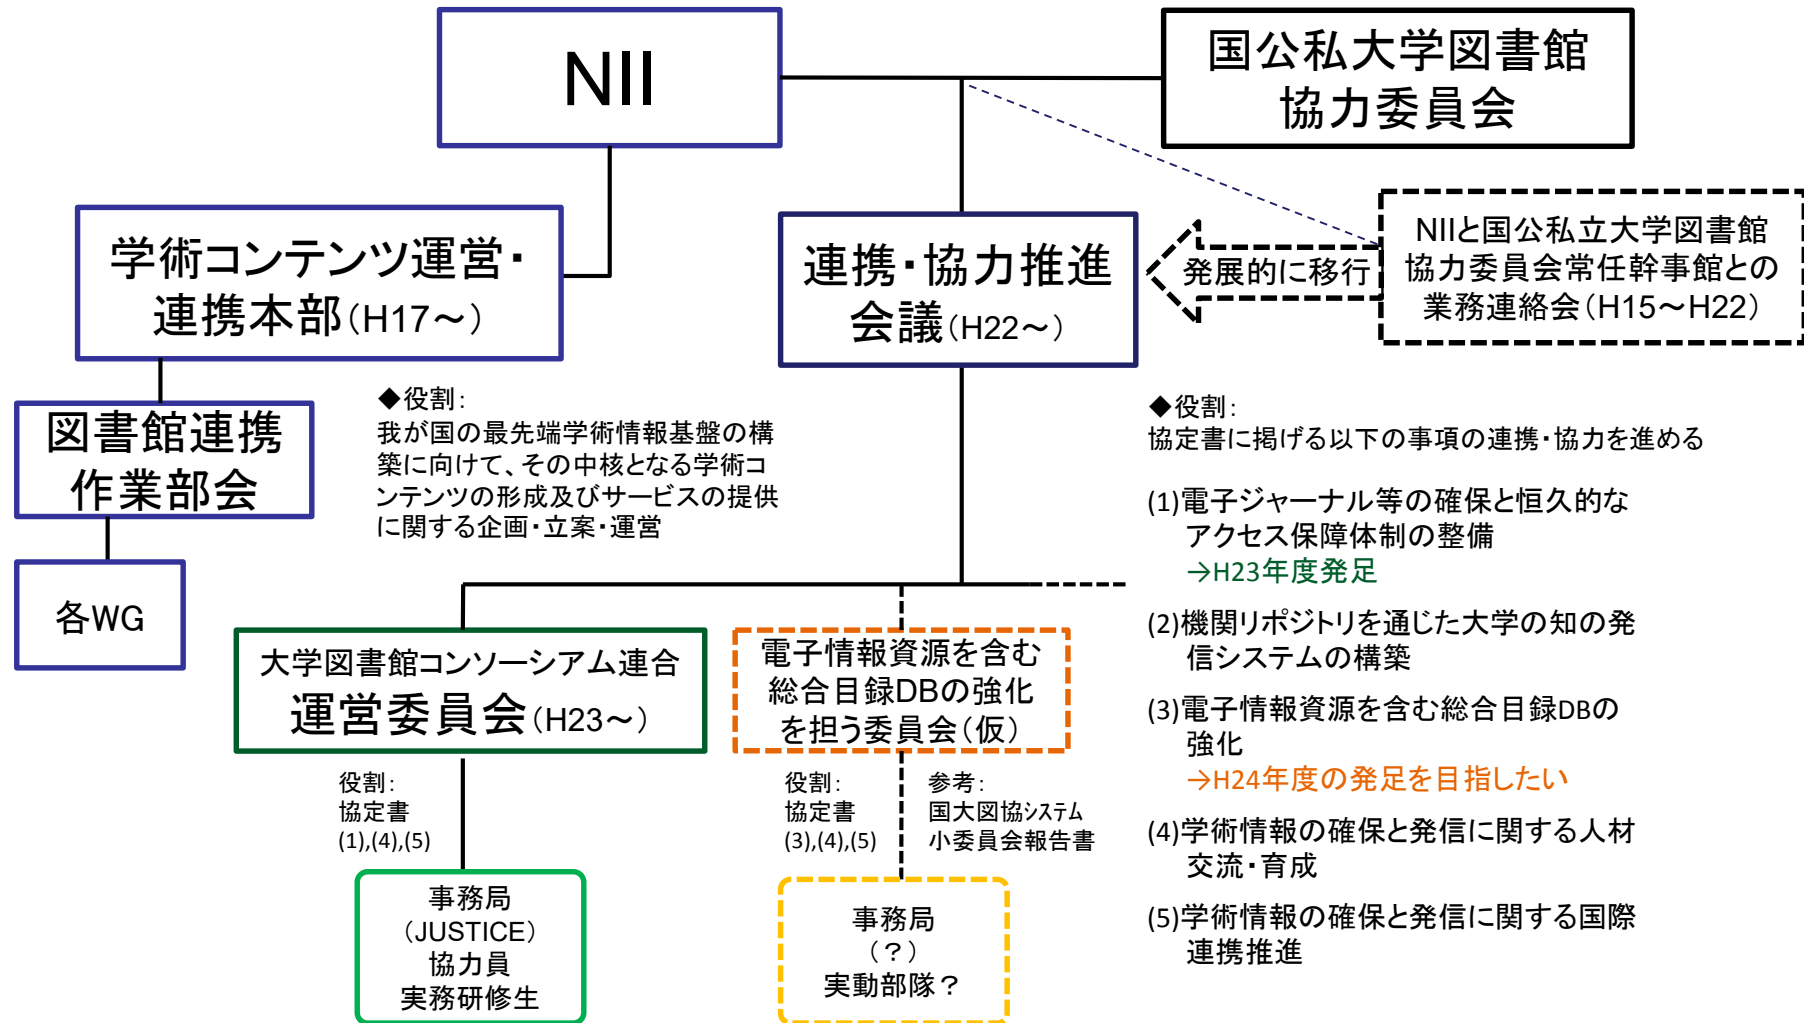 NII
国公私大学図書館
協力委員会
学術コンテンツ運営・
連携本部(H17~)
連携・協力推進
会議(H22~)
発展的に移行
NIIと国公私立大学図書館
協力委員会常任幹事館との
業務連絡会(H15~H22)
図書館連携
作業部会
各WG
◆役割:
我が国の最先端学術情報基盤の構
築に向けて、その中核となる学術コ
ンテンツの形成及びサービスの提供
に関する企画・立案・運営
◆役割:
協定書に掲げる以下の事項の連携・協力を進める
(1)電子ジャーナル等の確保と恒久的な
アクセス保障体制の整備
→H23年度発足
(2)機関リポジトリを通じた大学の知の発
信システムの構築
(3)電子情報資源を含む総合目録DBの
強化
→H24年度の発足を目指したい
(4)学術情報の確保と発信に関する人材
交流・育成
(5)学術情報の確保と発信に関する国際
連携推進
大学図書館コンソーシアム連合
運営委員会(H23~)
電子情報資源を含む
総合目録DBの強化
を担う委員会(仮)
役割:
協定書
(1),(4),(5)
役割:
協定書
(3),(4),(5)
参考:
国大図協システム
小委員会報告書
事務局
(JUSTICE)
協力員
実務研修生
事務局
(?)
実動部隊?